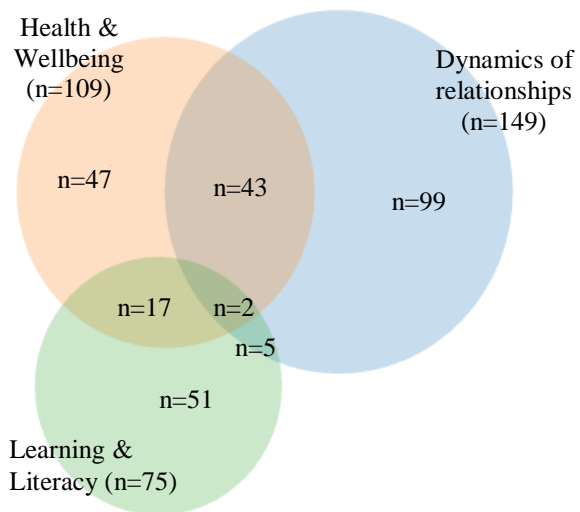 Health &
Wellbeing
(n=109)
Dynamics of
relationships
(n=149)
n=47
n=43
n=99
n=17
n=2
n=5
n=51
Learning &
Literacy (n=75)